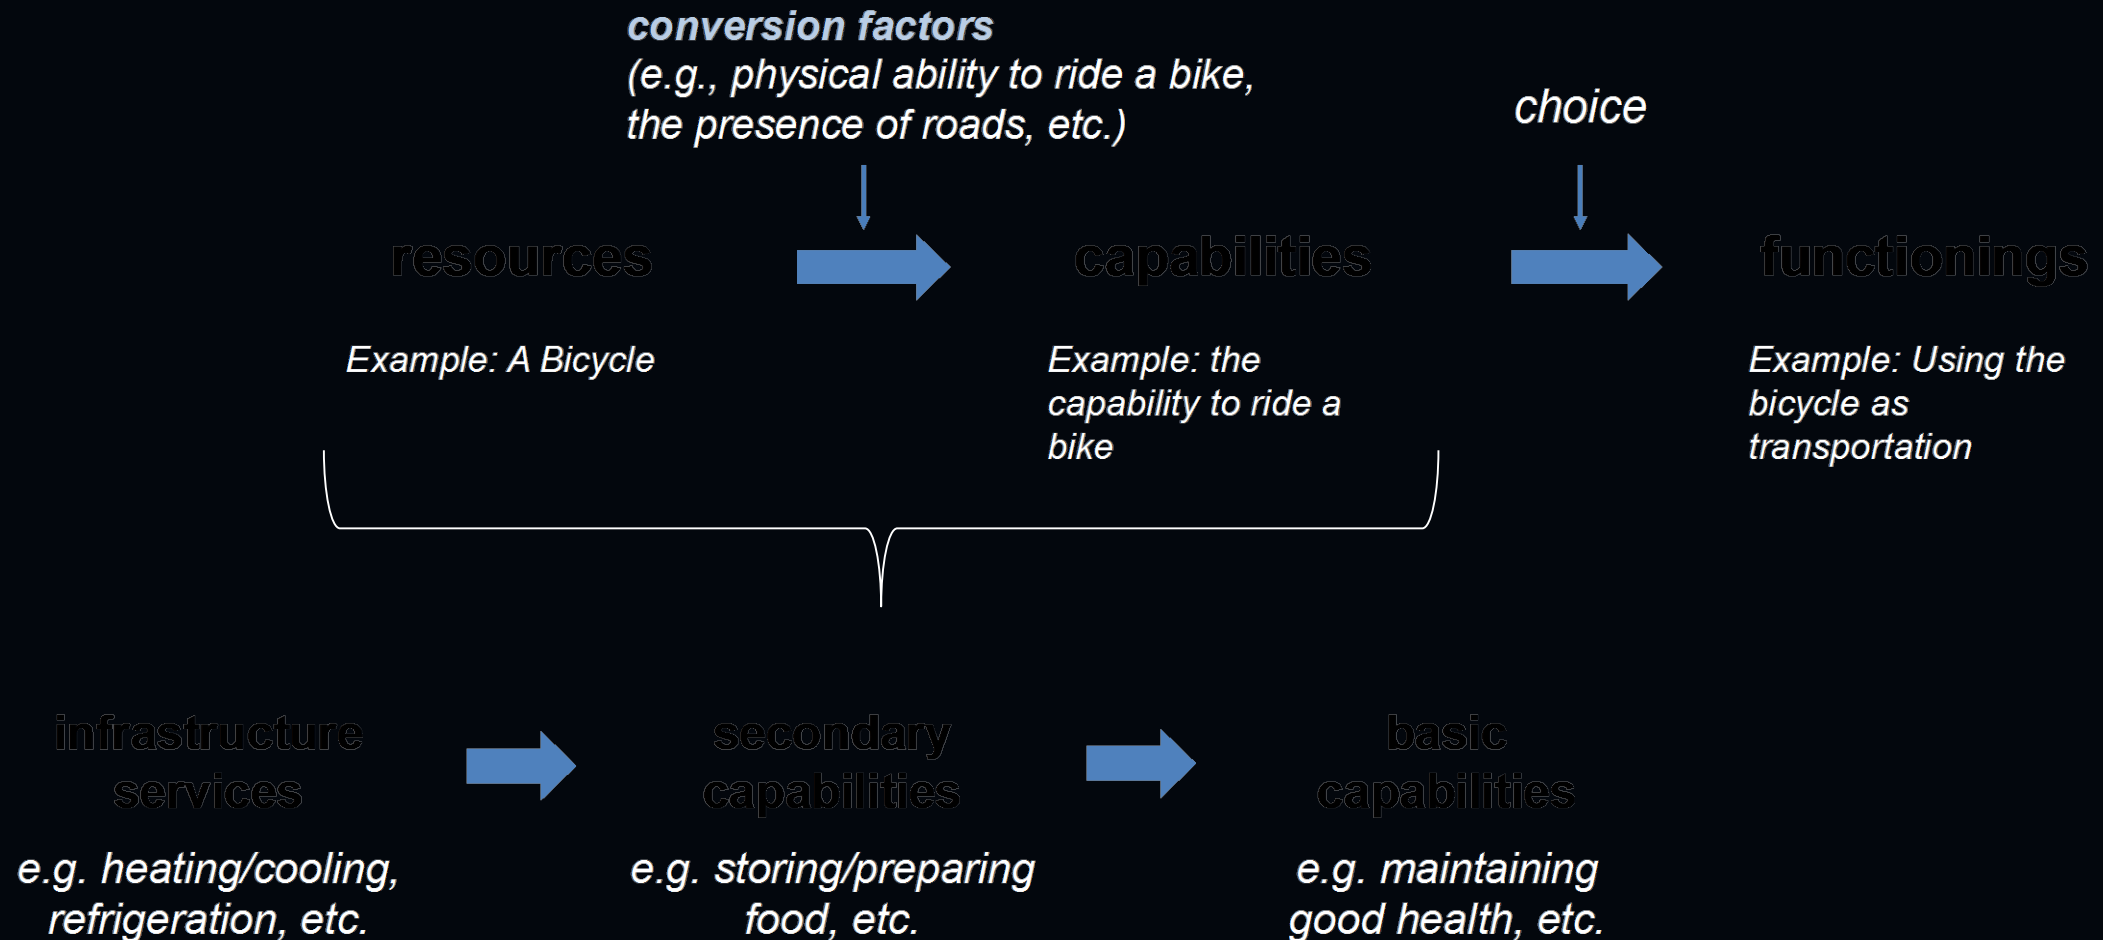 conversion factors
(e.g., physical ability to ride a bike,
the presence of roads, etc.)
choice
resources
capabilities
functionings
Example: A Bicycle
Example: the
capability to ride a
bike
Example: Using the
bicycle as
transportation
infrastructure
services
secondary
capabilities
basic
capabilities
e.g. heating/cooling,
refrigeration, etc.
e.g. storing/preparing
food, etc.
e.g. maintaining
good health, etc.